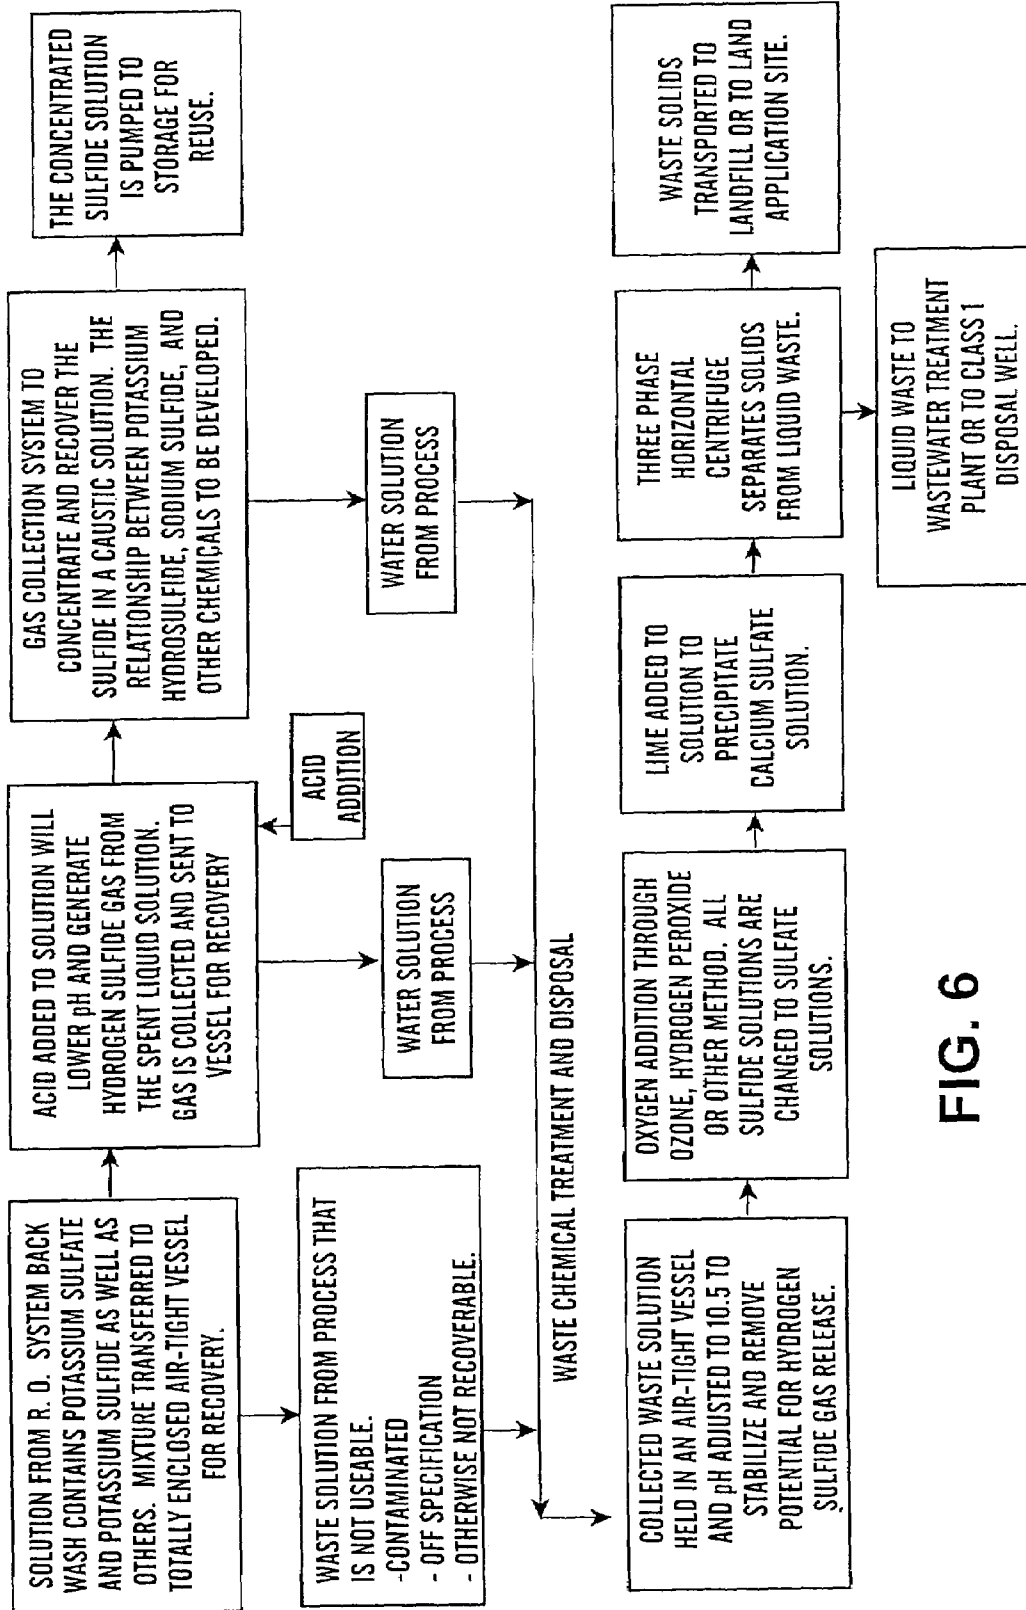 SOLUTION FROM R. O. SYSTEM BACK
WASH CONTAINS POTASSIUM SULFATE
AND POTASSIUM SULFIDE AS WELL AS
OTHERS. MIXTURE TRANSFERRED TO
TOTALLY ENCLOSED AIR-TIGHT VESSEL
FOR RECOVERY.
ACID ADDED TO SOLUTION WILL
LOWER pH AND GENERATE
HYDROGEN SULFIDE GAS FROM
THE SPENT LIQUID SOLUTION.
GAS IS COLLECTED AND SENT TO
VESSEL FOR RECOVERY
GAS COLLECTION SYSTEM TO
CONCENTRATE AND RECOVER THE
SULFIDE IN A CAUSTIC SOLUTION. THE
RELATIONSHIP BETWEEN POTASSIUM
HYDROSULFIDE, SODIUM SULFIDE, AND
OTHER CHEMICALS TO BE DEVELOPED.
THE CONCENTRATED
SULFIDE SOLUTION
IS PUMPED TO
STORAGE FOR
REUSE.
ACID
ADDITION
WASTE SOLUTION FROM PROCESS THAT
IS NOT USEABLE.
-CONTAMINATED
- OFF SPECIFICATION
- OTHERWISE NOT RECOVERABLE.
WATER SOLUTION
FROM PROCESS
WATER SOLUTION
FROM PROCESS
WASTE CHEMICAL TREATMENT AND DISPOSAL
COLLECTED WASTE SOLUTION
HELD IN AN AIR-TIGHT VESSEL
AND pH ADJUSTED TO 10.5 TO
STABILIZE AND REMOVE
POTENTIAL FOR HYDROGEN
SULFIDE GAS RELEASE.
OXYGEN ADDITION THROUGH
OZONE, HYDROGEN PEROXIDE
OR OTHER METHOD. ALL
SULFIDE SOLUTIONS ARE
CHANGED TO SULFATE
SOLUTIONS.
LIME ADDED TO
SOLUTION TO
PRECIPITATE
CALCIUM SULFATE
SOLUTION.
THREE PHASE
HORIZONTAL
CENTRIFUGE
SEPARATES SOLIDS
FROM LIQUID WASTE.
WASTE SOLIDS
TRANSPORTED TO
LANDFILL OR TO LAND
APPLICATION SITE.
LIQUID WASTE TO
WASTEWATER TREATMENT
PLANT OR TO CLASS 1
DISPOSAL WELL.
FIG. 6